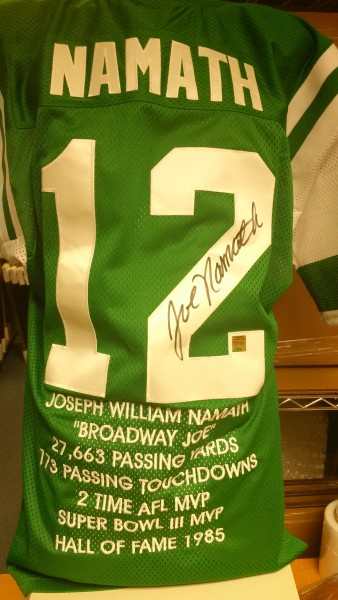 NAMATH
12
Joe Namath
JOSEPH WILLIAM NAMATH
"BROADWAY JOE"
27,663 PASSING YARDS
173 PASSING TOUCHDOWNS
2 TIME AFL MVP
SUPER BOWL III MVP
HALL OF FAME 1985